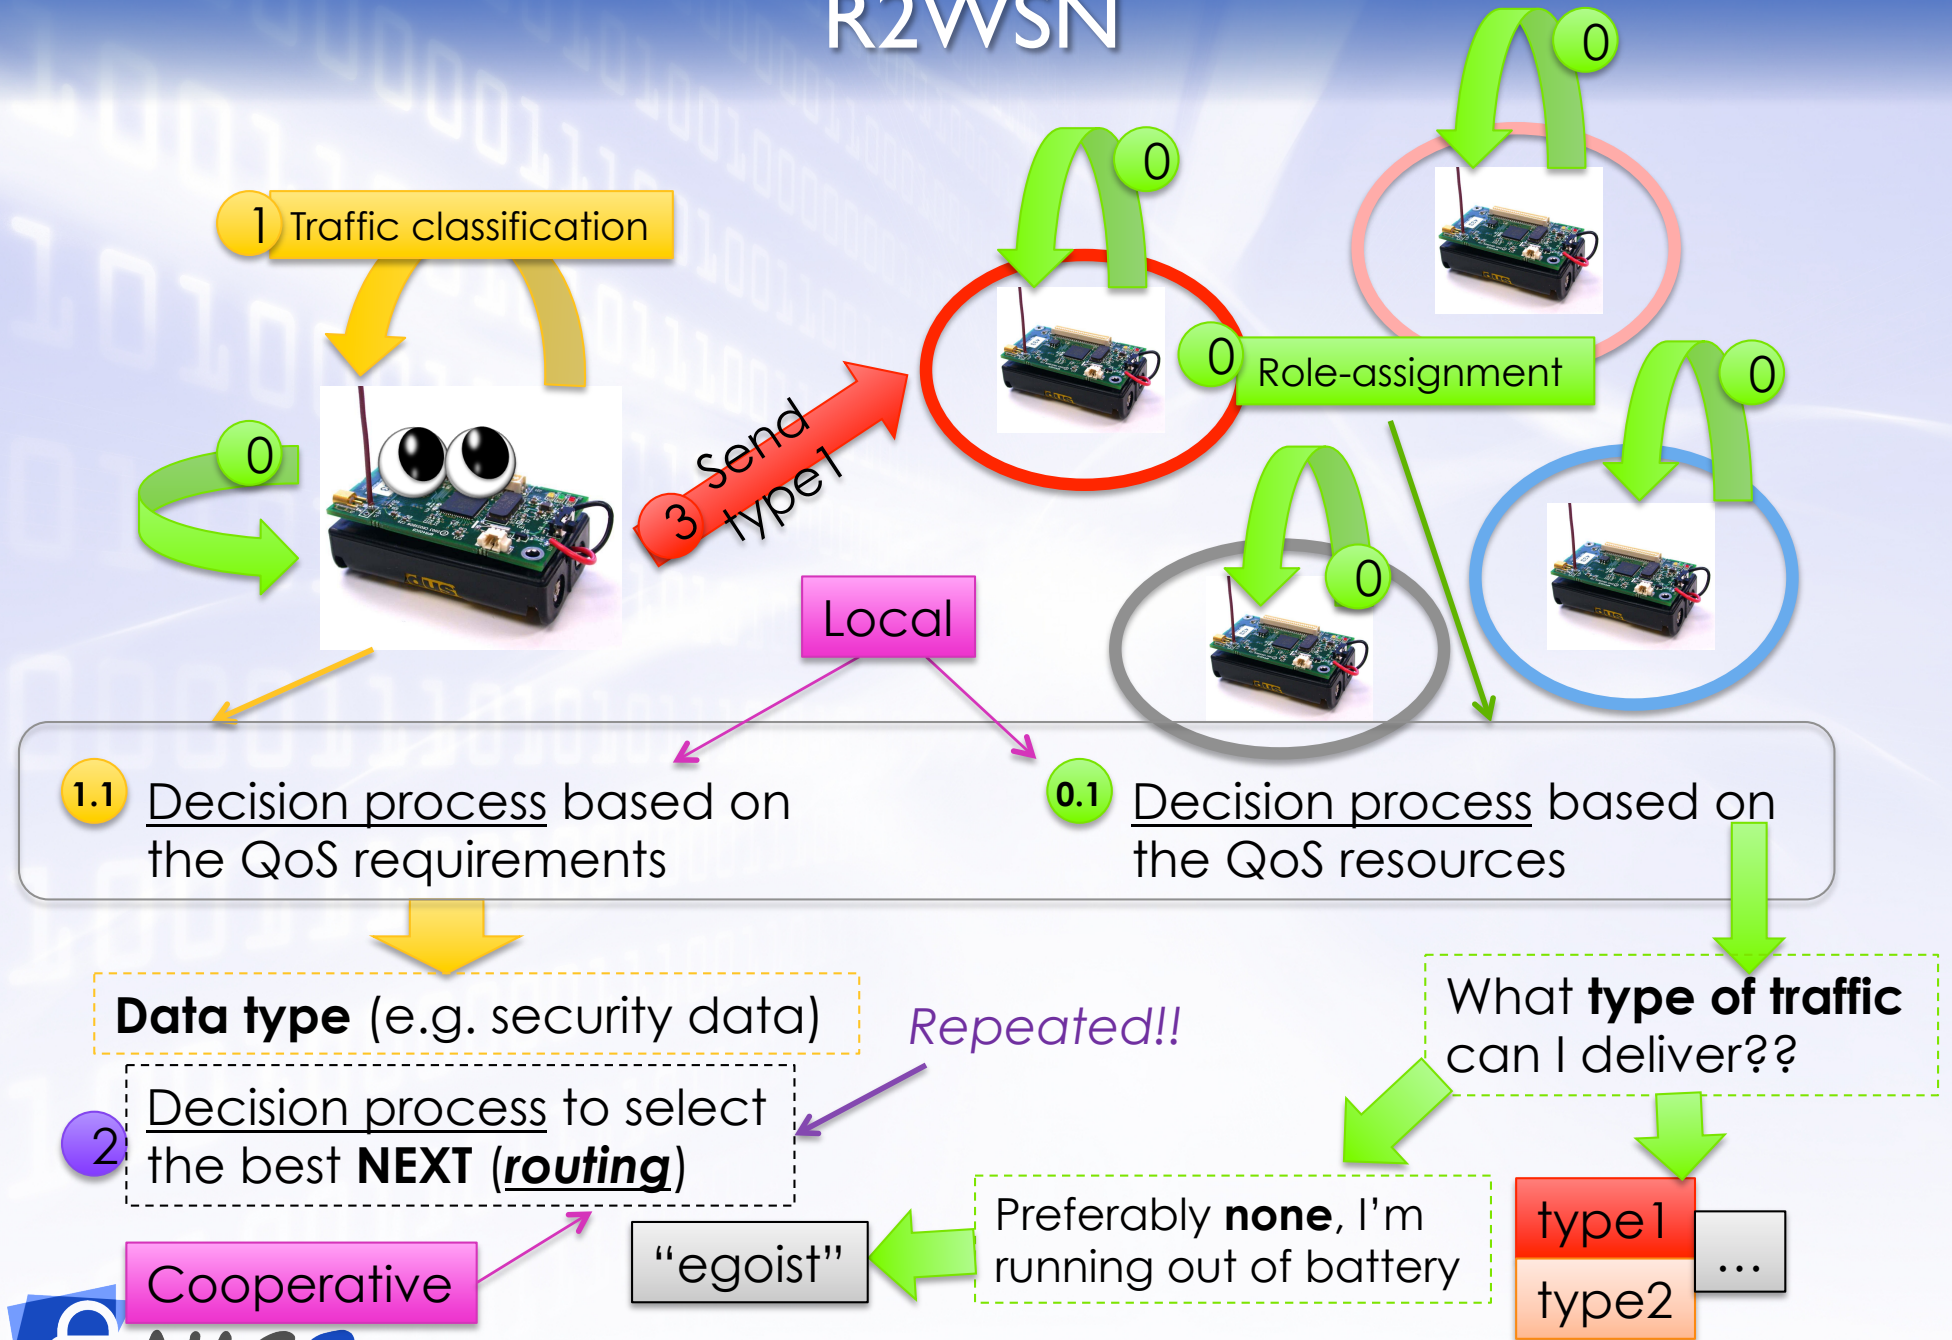 R2WSN
0
0
1 Traffic classification
0 Role-assignment
0
0
3 Send
type1
0
Local
1.1 Decision process based on
the QoS requirements
0.1 Decision process based on
the QoS resources
Data type (e.g. security data)
Repeated!!
What type of traffic
can I deliver??
2 Decision process to select
the best NEXT (routing)
Preferably none, I’m
running out of battery
“egoist”
type1
…
type2
Cooperative